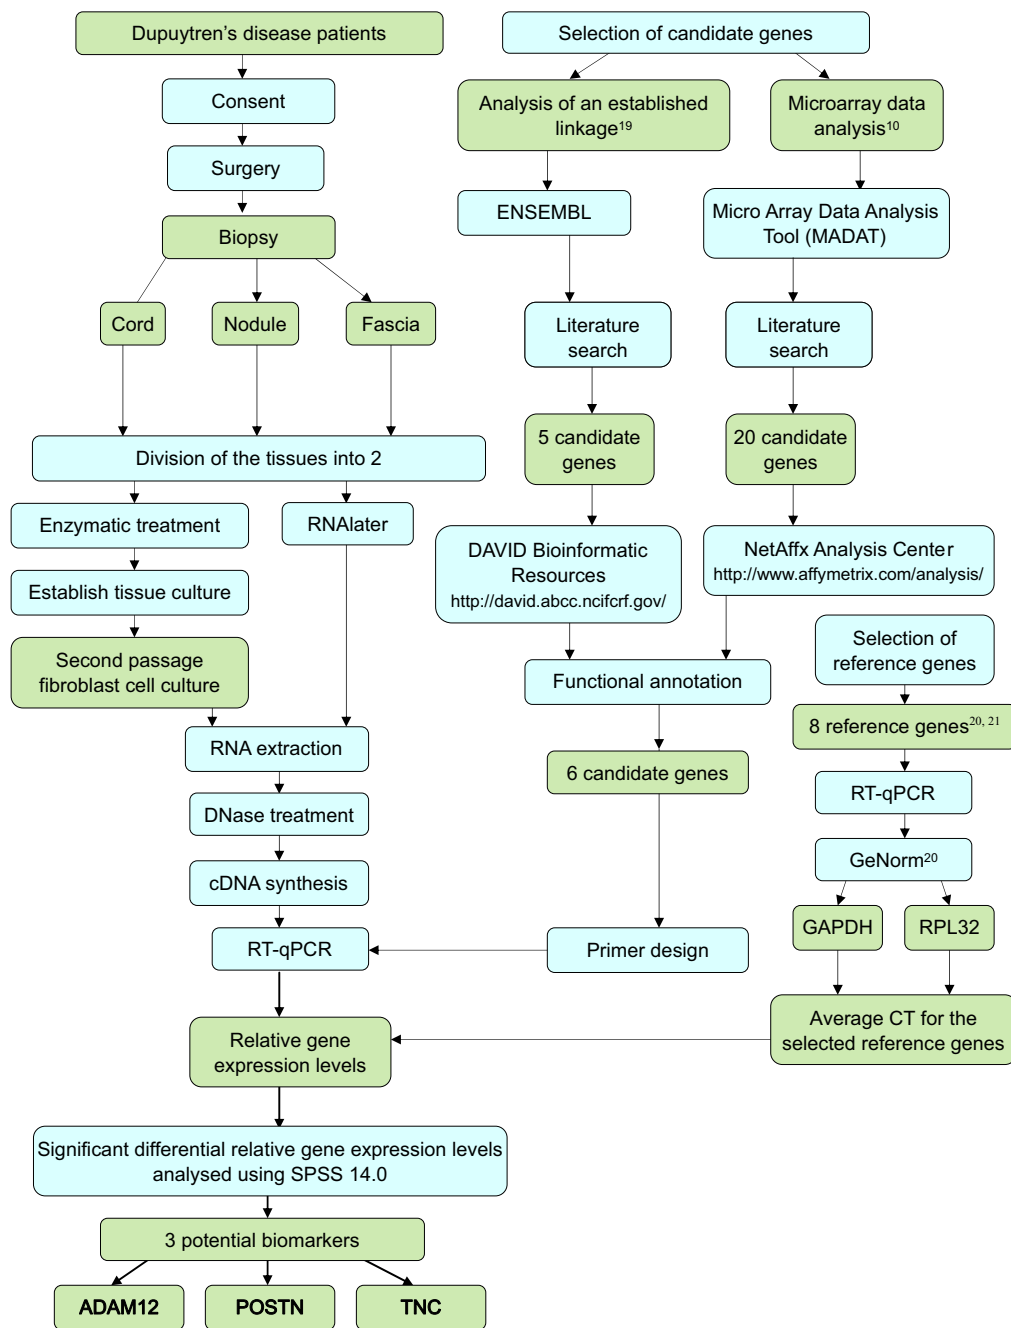 Dupuytren's disease patients
Consent
Surgery
Biopsy
Cord
Nodule
Fascia
Division of the tissues into 2
Enzymatic treatment
RNAlater
Establish tissue culture
Second passage
fibroblast cell culture
RNA extraction
DNase treatment
cDNA synthesis
RT-qPCR
Relative gene
expression levels
Significant differential relative gene expression levels
analysed using SPSS 14.0
3 potential biomarkers
ADAM12
POSTN
TNC
Selection of candidate genes
Analysis of an established
linkage19
ENSEMBL
Literature
search
5 candidate
genes
DAVID Bioinformatic
Resources
http://david.abcc.ncifcrf.gov/
Microarray data
analysis10
Micro Array Data Analysis
Tool (MADAT)
Literature
search
20 candidate
genes
NetAffx Analysis Center
http://www.affymetrix.com/analysis/
Functional annotation
6 candidate genes
Primer design
Selection of
reference genes
8 reference genes20, 21
RT-qPCR
GeNorm20
GAPDH
RPL32
Average CT for the
selected reference genes